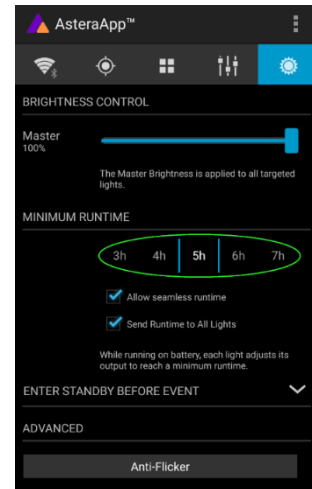 AsteraApp™
BRIGHTNESS CONTROL
Master
100%
The Master Brightness is applied to all targeted
lights.
MINIMUM RUNTIME
3h 4h 5h 6h 7h
Allow seamless runtime
Send Runtime to All Lights
While running on battery, each light adjusts its
output to reach a minimum runtime.
ENTER STANDBY BEFORE EVENT
ADVANCED
Anti-Flicker